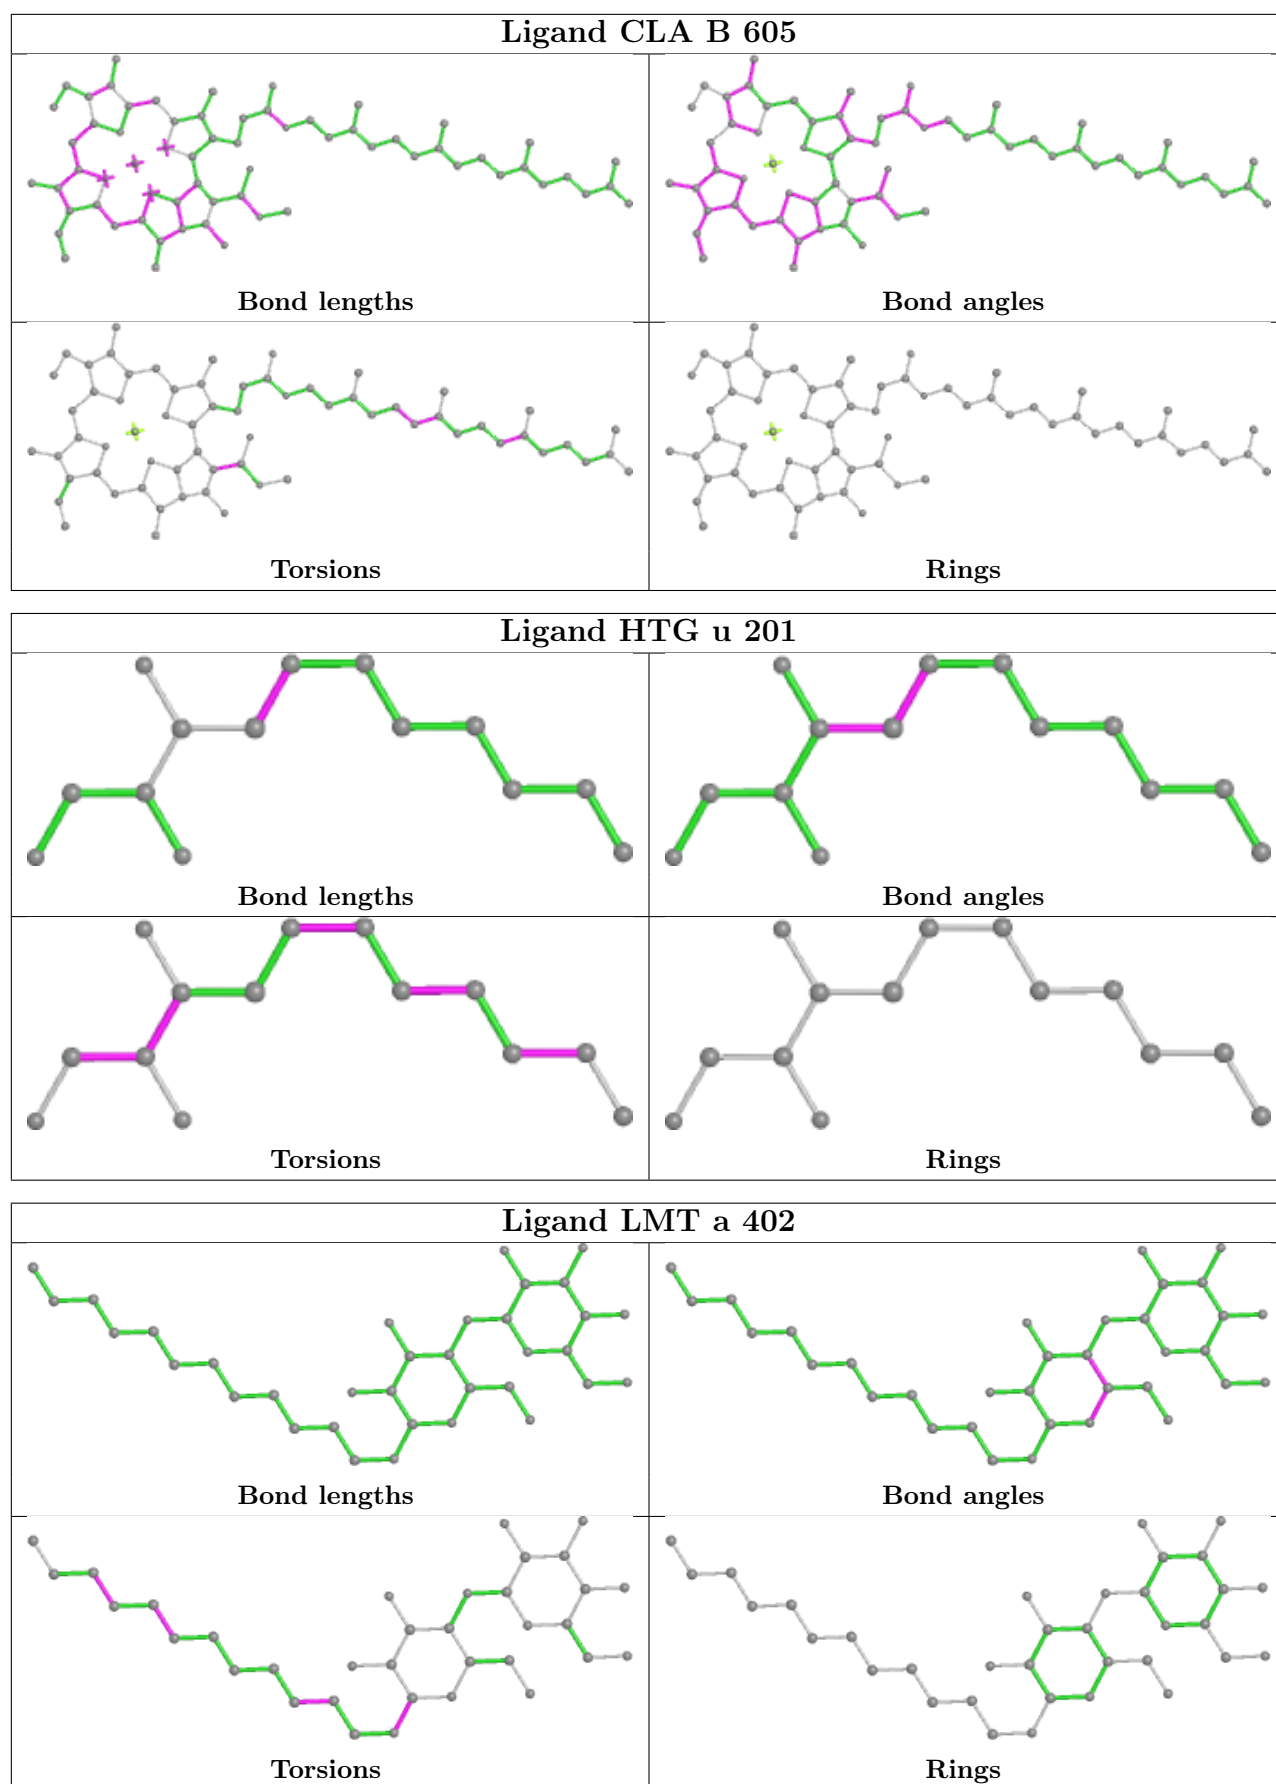 Ligand CLA B 605
Bond lengths
Bond angles
Torsions
Rings
Ligand HTG u 201
Bond lengths
Bond angles
Torsions
Rings
Ligand LMT a 402
Bond lengths
Bond angles
Torsions
Rings